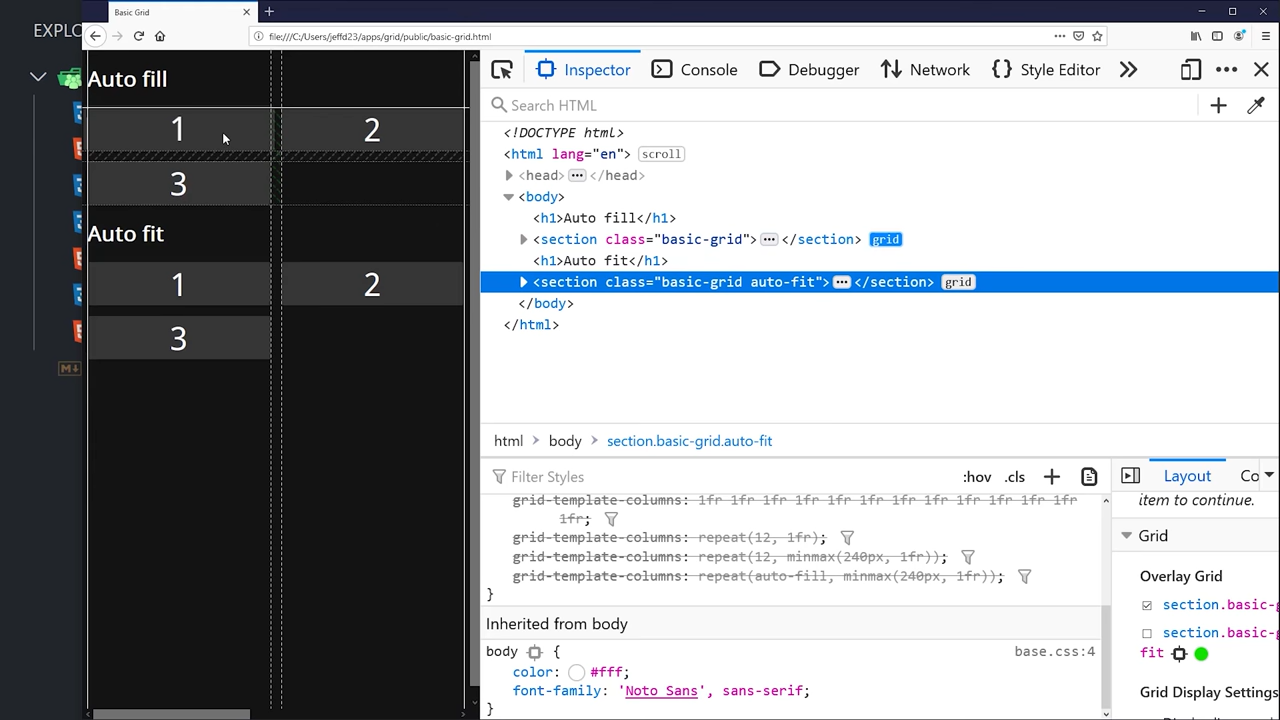 Basic Grid
EXPLO
file:///C:/Users/jeffd23/apps/grid/public/basic-grid.html
Auto fill
1
2
3
Auto fit
1
2
3
Inspector
Console
Debugger
Network
Style Editor
Search HTML
<!DOCTYPE html>
<html lang="en"> scroll
<head> ••• </head>
<body>
<h1>Auto fill</h1>
<section class="basic-grid"> ••• </section> grid
<h1>Auto fit</h1>
<section class="basic-grid auto-fit"> ••• </section> grid
</body>
</html>
html > body > section.basic-grid.auto-fit
Filter Styles
:hov .cls
grid-template-columns: 1fr 1fr 1fr 1fr 1fr 1fr 1fr 1fr 1fr 1fr 1fr
1fr;
grid-template-columns: repeat(12, 1fr);
grid-template-columns: repeat(12, minmax(240px, 1fr));
grid-template-columns: repeat(auto-fill, minmax(240px, 1fr));
}
Inherited from body
body {
base.css:4
color: #fff;
font-family: 'Noto Sans', sans-serif;
}
Layout
Co
item to continue.
Grid
Overlay Grid
section.basic-g
section.basic-g
fit
Grid Display Settings
M